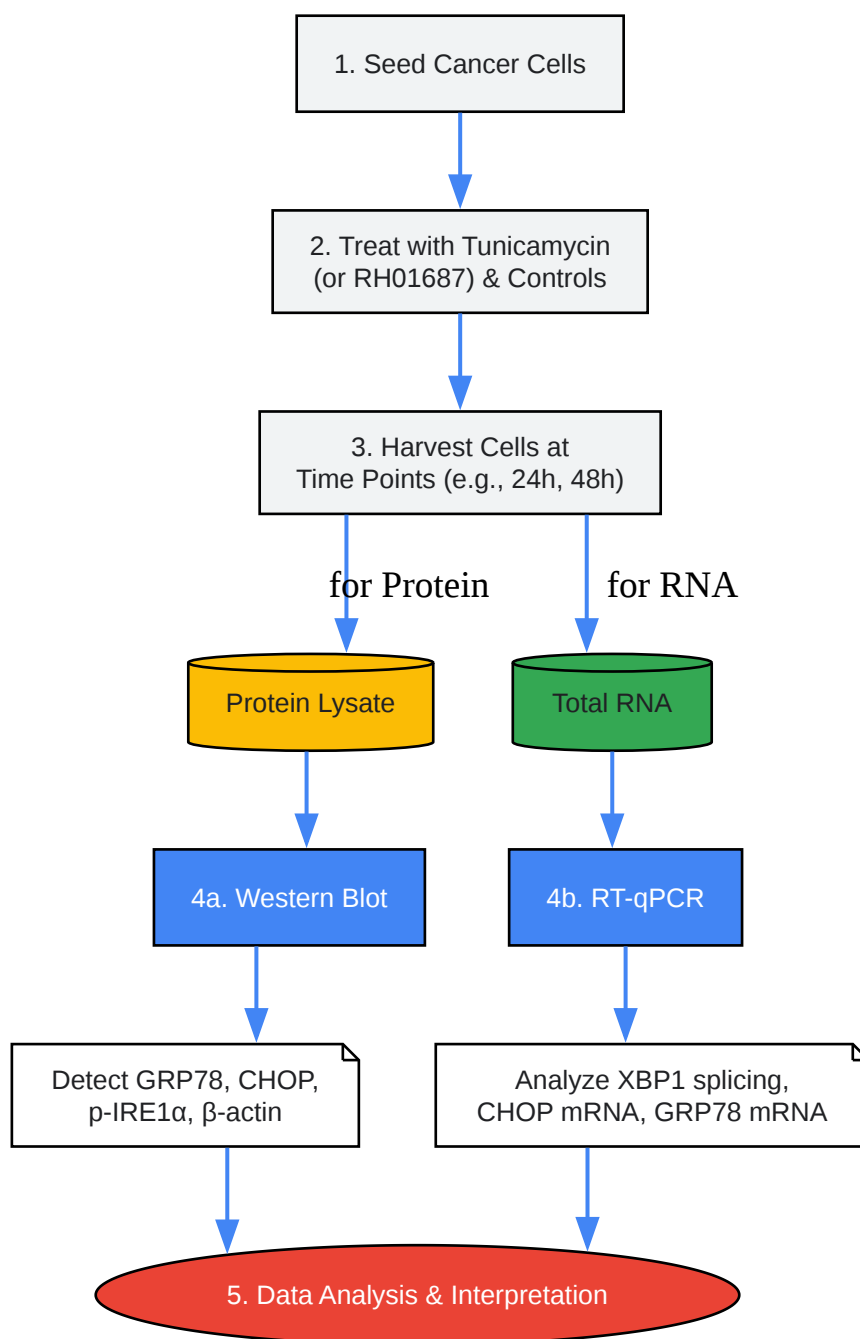 1. Seed Cancer Cells
2. Treat with Tunicamycin
(or RH01687) & Controls
3. Harvest Cells at
Time Points (e.g., 24h, 48h)
for Protein
for RNA
Protein Lysate
Total RNA
4a. Western Blot
4b. RT-qPCR
Detect GRP78, CHOP,
p-IRE1α, β-actin
Analyze XBP1 splicing,
CHOP mRNA, GRP78 mRNA
5. Data Analysis & Interpretation